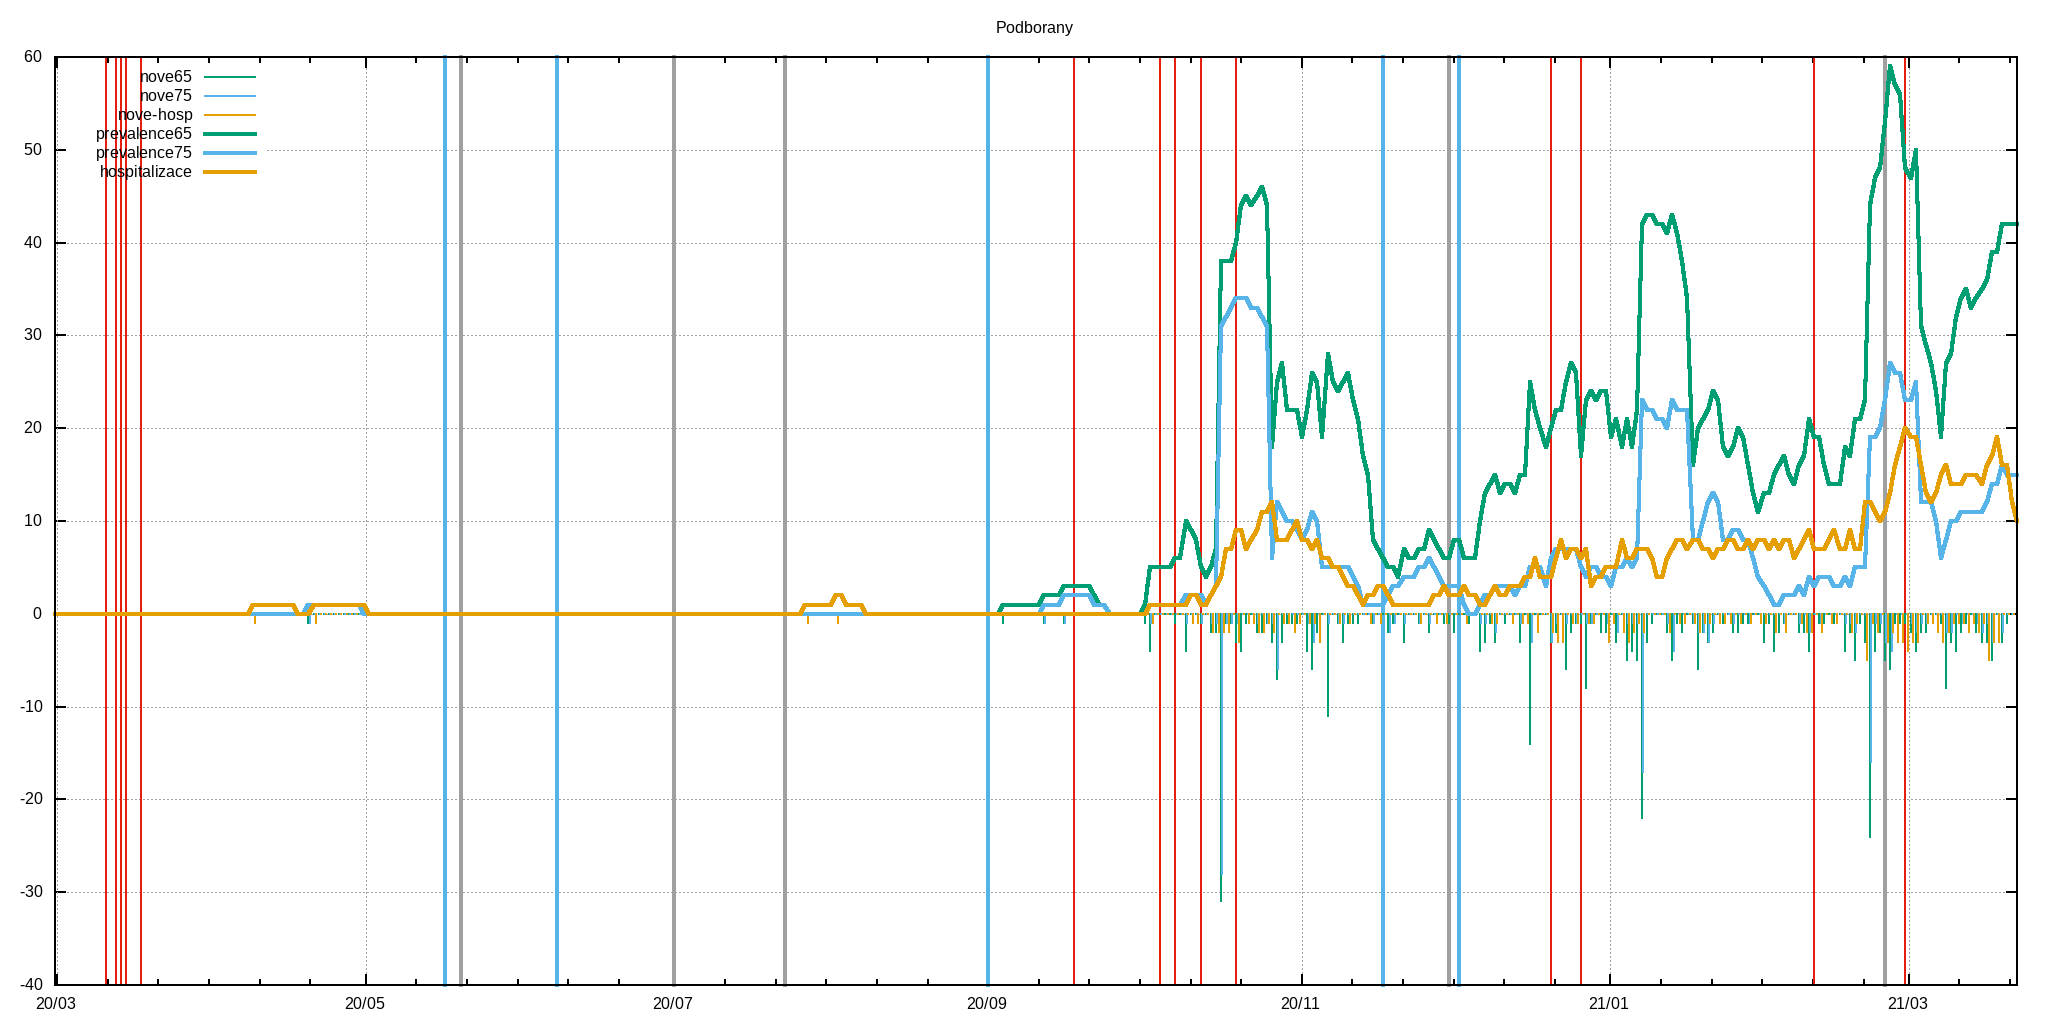 Podborany
60
50
40
30
20
10
0
-10
-20
-30
-40
nove65
nove75
nove-hosp
prevalence65
prevalence75
hospitalizace
20/03 20/05 20/07 20/09 20/11 21/01 21/03